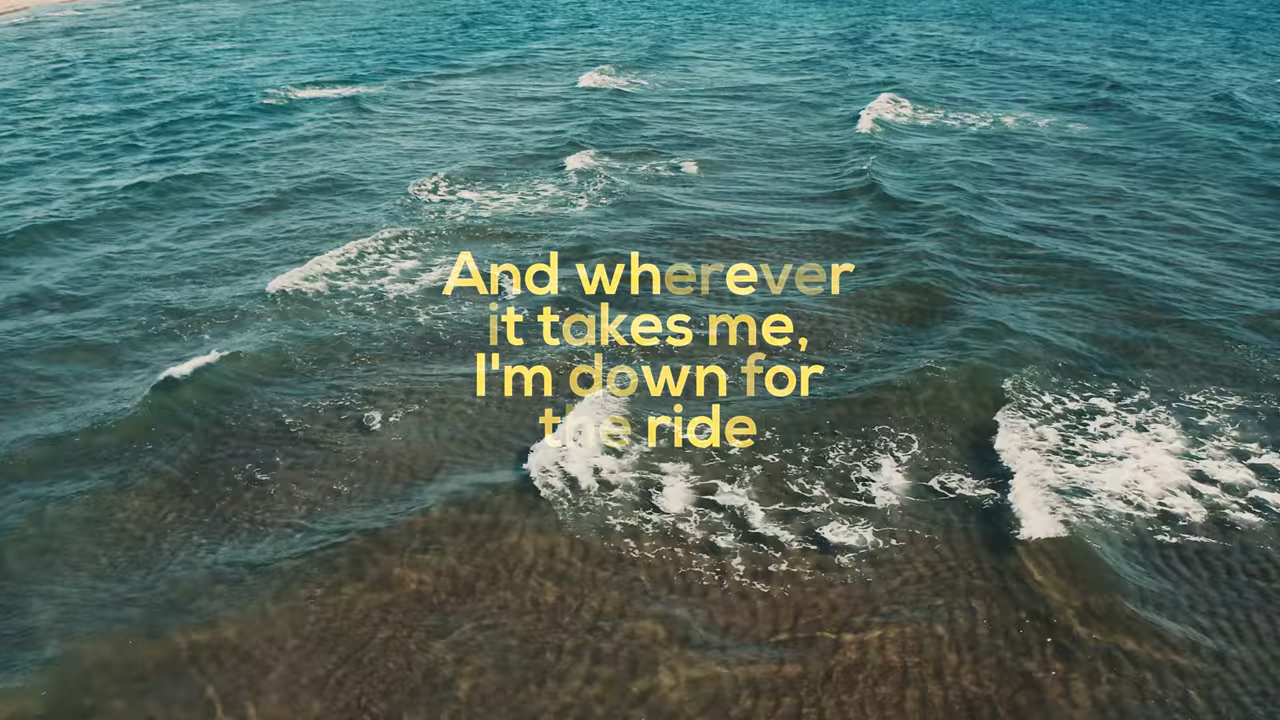 And wherever
it takes me,
I'm down for
the ride